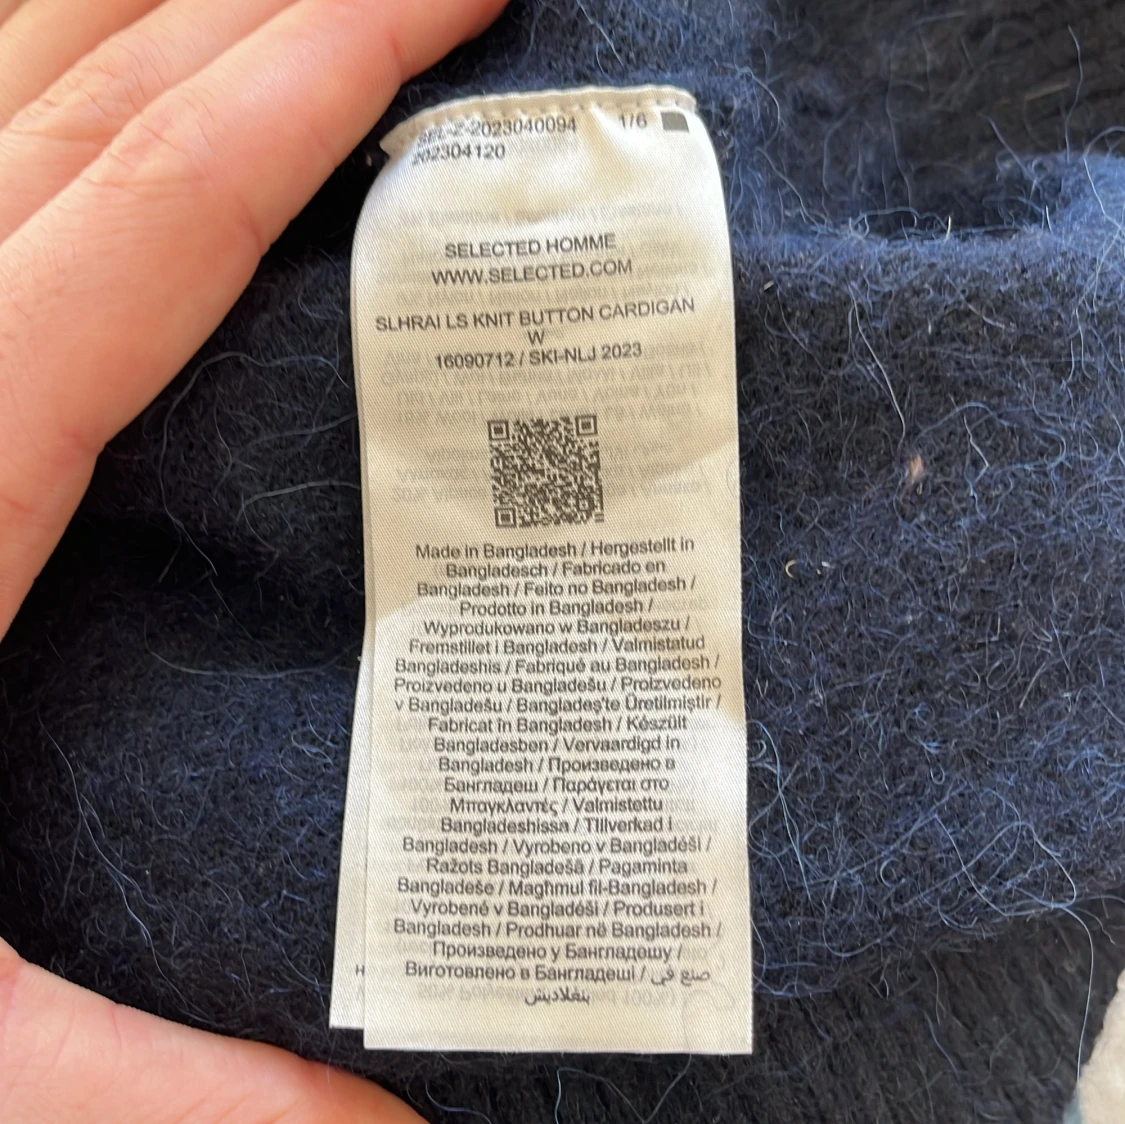 SEL-Z-2023040094 1/6
202304120
SELECTED HOMME
WWW.SELECTED.COM
SLHRAI LS KNIT BUTTON CARDIGAN
W
16090712 / SKI-NLJ 2023
Made in Bangladesh / Hergestellt in
Bangladesch / Fabricado en
Bangladesh / Feito no Bangladesh /
Prodotto in Bangladesh /
Wyprodukowano w Bangladeszu /
Fremstillet i Bangladesh / Valmistatud
Bangladeshis / Fabriqué au Bangladesh /
Proizvedeno u Bangladešu / Proizvedeno
v Bangladešu / Bangladeş'te Üretilmiştir /
Fabricat în Bangladesh / Készült
Bangladesben / Vervaardigd in
Bangladesh / Произведено в
Бангладеш / Παράγεται στο
Μπαγκλαντές / Valmistettu
Bangladeshissa / Tillverkad i
Bangladesh / Vyrobeno v Bangladéši /
Ražots Bangladešā / Pagaminta
Bangladeše / Magħmul fil-Bangladesh /
Vyrobené v Bangladéši / Produsert i
Bangladesh / Prodhuar në Bangladesh /
Произведено у Бангладешу /
Виготовлено в Бангладеші / صنع في
بنغلاديش